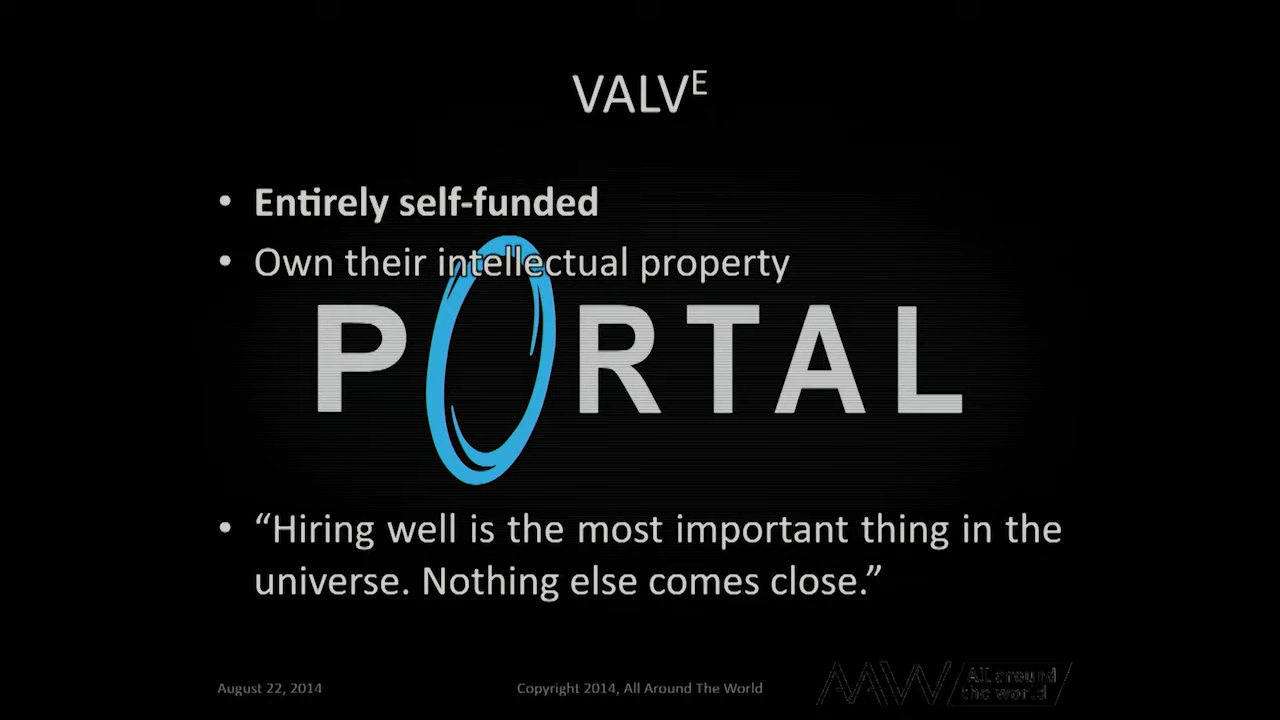 VALVE
• Entirely self-funded
• Own their intellectual property
PORTAL
• “Hiring well is the most important thing in the
universe. Nothing else comes close.”
August 22, 2014
Copyright 2014, All Around The World
AAW All around
the world